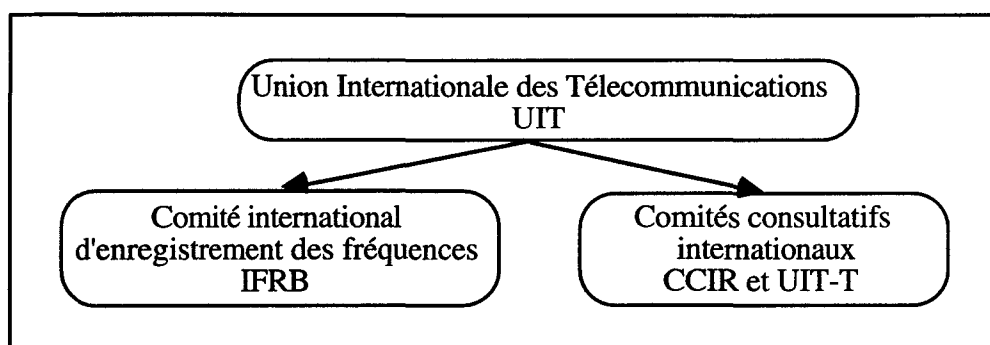 Union Internationale des Télecommunications
UIT
Comité international
d'enregistrement des fréquences
IFRB
Comités consultatifs
internationaux
CCIR et UIT-T